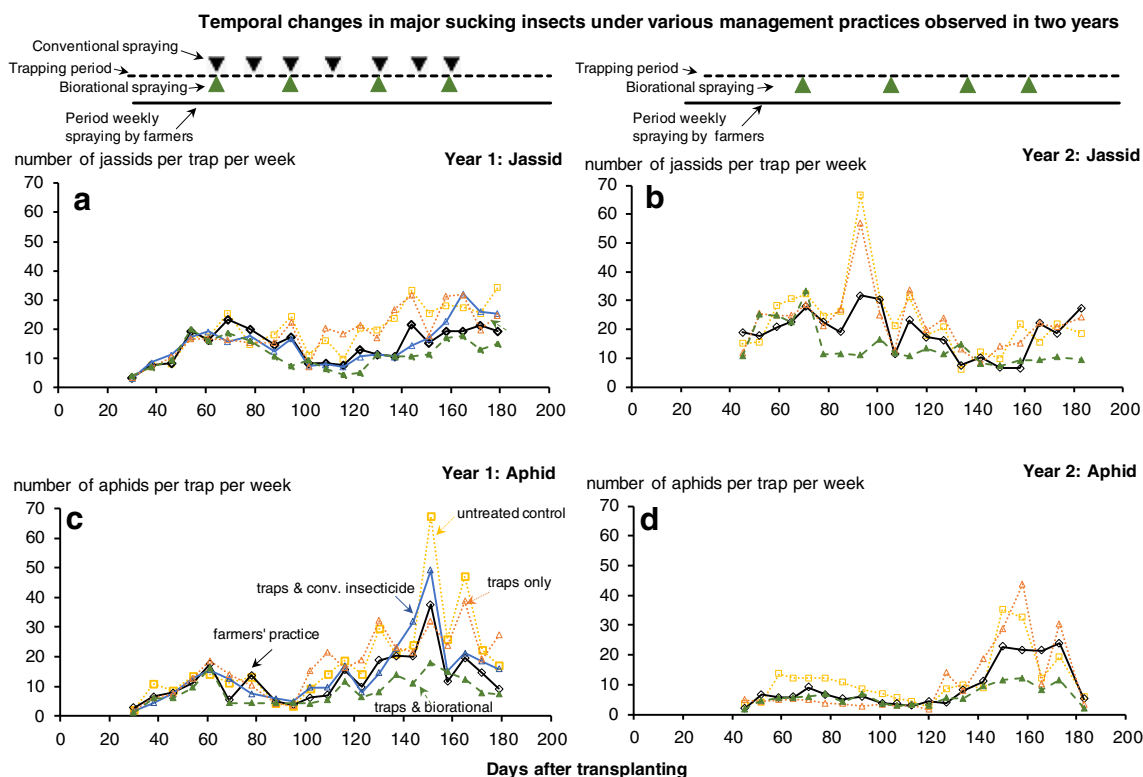 Temporal changes in major sucking insects under various management practices observed in two years
Conventional spraying
Trapping period
Biorational spraying
Period weekly
spraying by farmers
Trapping period
Biorational spraying
Period weekly
spraying by farmers
number of jassids per trap per week
Year 1: Jassid
a
70
60
50
40
30
20
10
0
0 20 40 60 80 100 120 140 160 180 200
number of jassids per trap per week
Year 2: Jassid
b
70
60
50
40
30
20
10
0
0 20 40 60 80 100 120 140 160 180 200
Year 1: Aphid
number of aphids per trap per week
c
untreated control
traps & conv. insecticide
traps only
farmers' practice
traps & biorational
70
60
50
40
30
20
10
0
0 20 40 60 80 100 120 140 160 180 200
Year 2: Aphid
number of aphids per trap per week
d
70
60
50
40
30
20
10
0
0 20 40 60 80 100 120 140 160 180 200
Days after transplanting